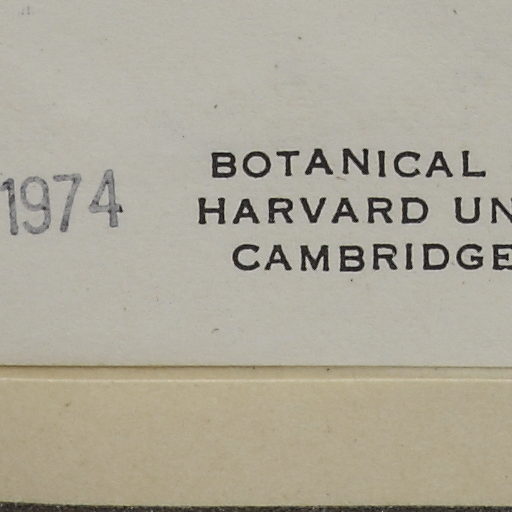 1974
BOTANICAL
HARVARD UN
CAMBRIDGE